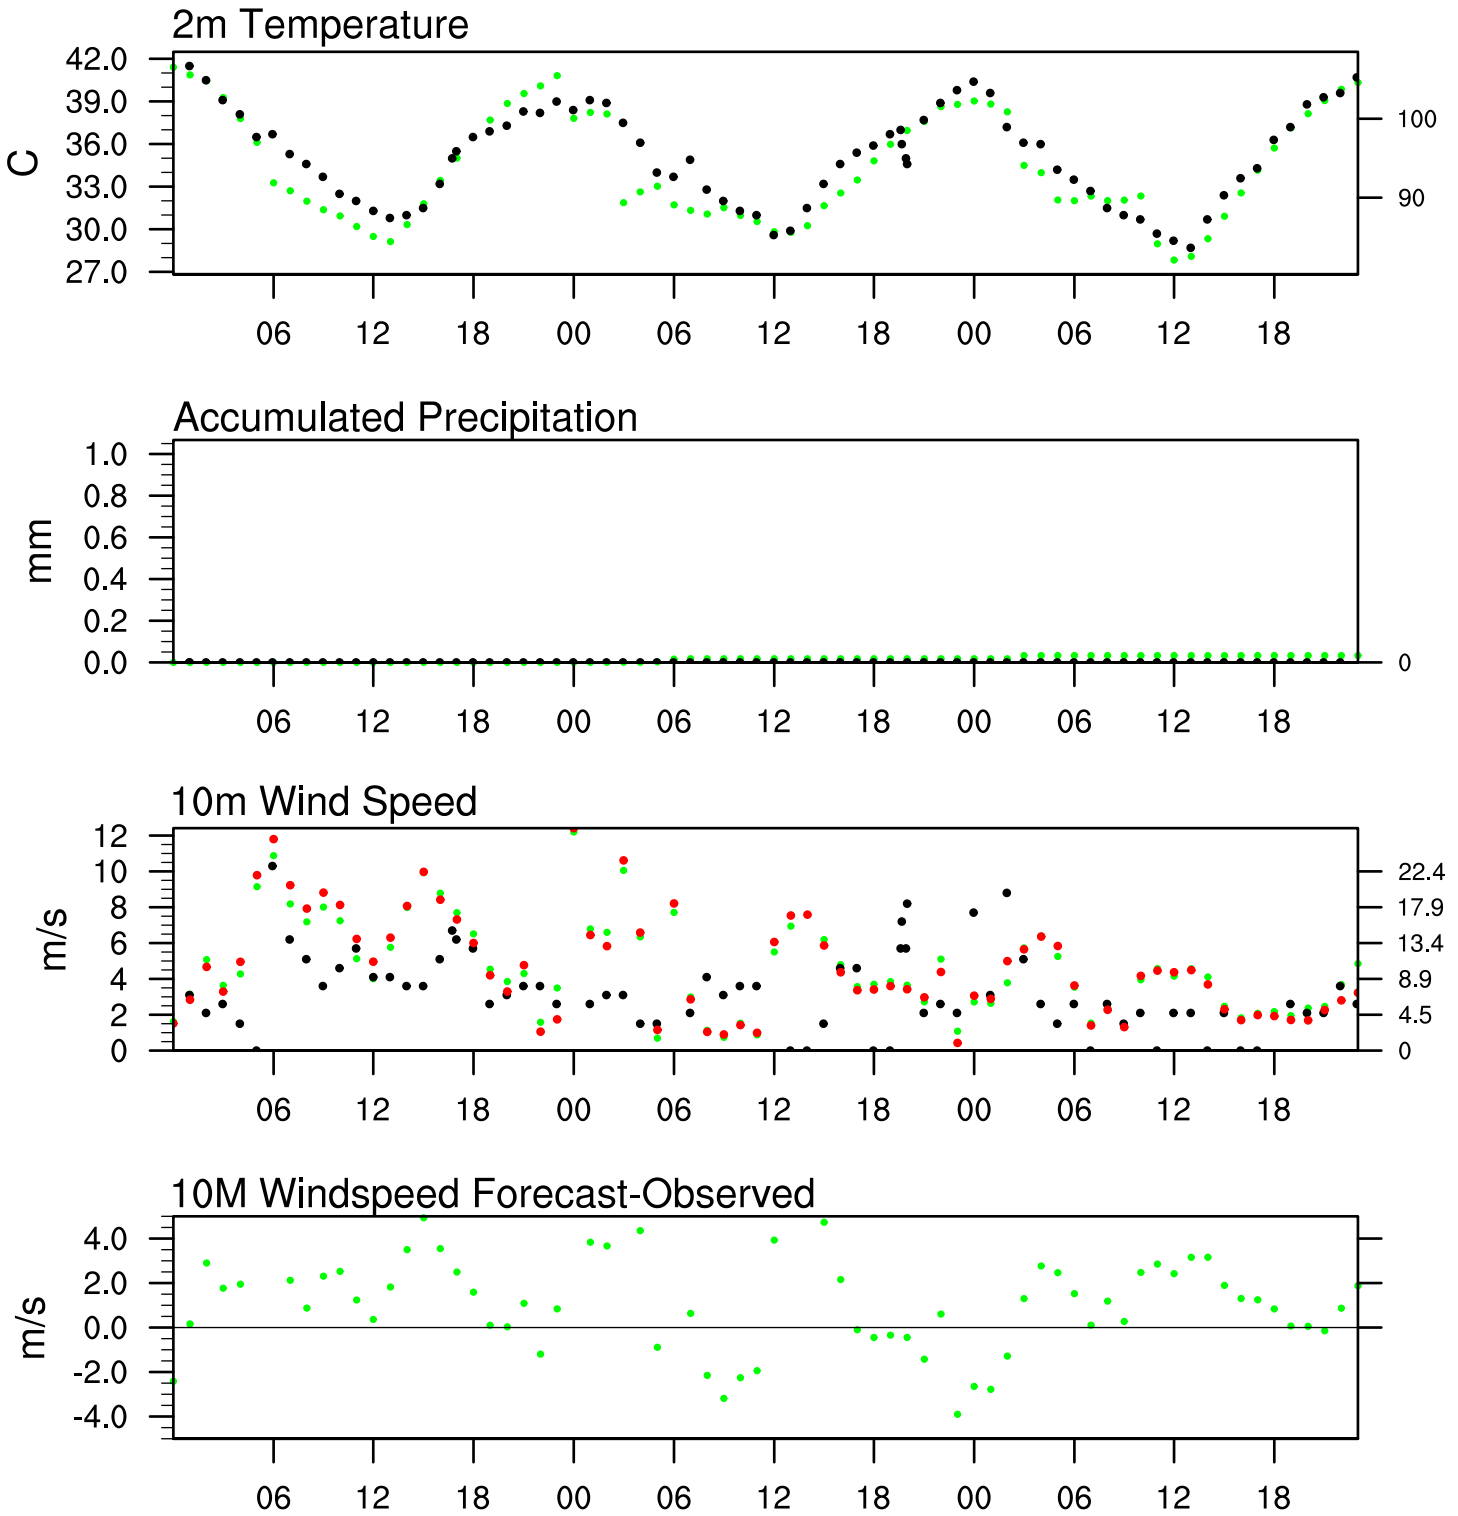 2m Temperature
42.0
39.0
36.0
33.0
30.0
27.0
C
100
90
06 12 18 00 06 12 18 00 06 12 18
Accumulated Precipitation
1.0
0.8
0.6
0.4
0.2
0.0
mm
0
06 12 18 00 06 12 18 00 06 12 18
10m Wind Speed
12
10
8
6
4
2
0
m/s
22.4
17.9
13.4
8.9
4.5
0
06 12 18 00 06 12 18 00 06 12 18
10M Windspeed Forecast-Observed
4.0
2.0
0.0
-2.0
-4.0
m/s
06 12 18 00 06 12 18 00 06 12 18